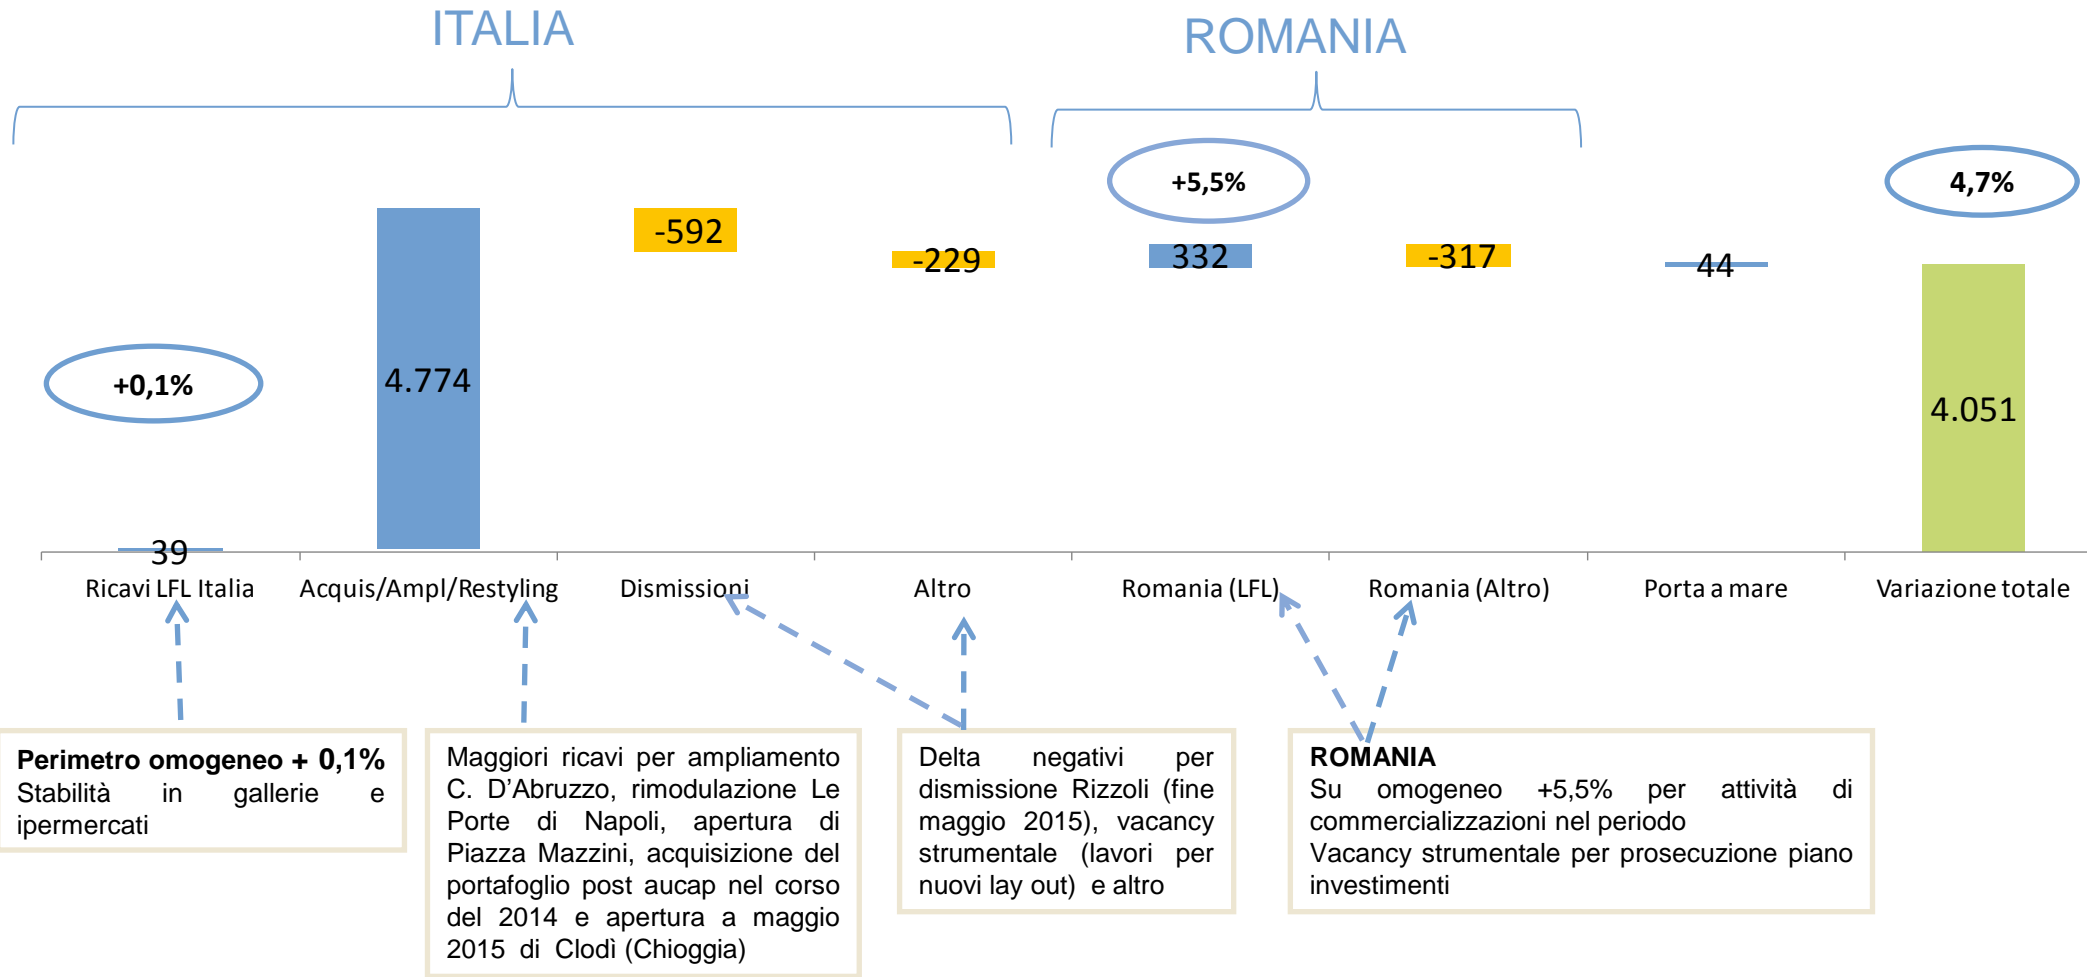 ITALIA
ROMANIA
+5,5%
4,7%
-592
-229
332
-317
44
+0,1%
4.774
4.051
39
Ricavi LFL Italia
Acquis/Ampl/Restyling
Dismissioni
Altro
Romania (LFL)
Romania (Altro)
Porta a mare
Variazione totale
Perimetro omogeneo + 0,1%
Stabilità in gallerie e
ipermercati
Maggiori ricavi per ampliamento
C. D’Abruzzo, rimodulazione Le
Porte di Napoli, apertura di
Piazza Mazzini, acquisizione del
portafoglio post aucap nel corso
del 2014 e apertura a maggio
2015 di Clodì (Chioggia)
Delta negativi per
dismissione Rizzoli (fine
maggio 2015), vacancy
strumentale (lavori per
nuovi lay out) e altro
ROMANIA
Su omogeneo +5,5% per attività di
commercializzazioni nel periodo
Vacancy strumentale per prosecuzione piano
investimenti